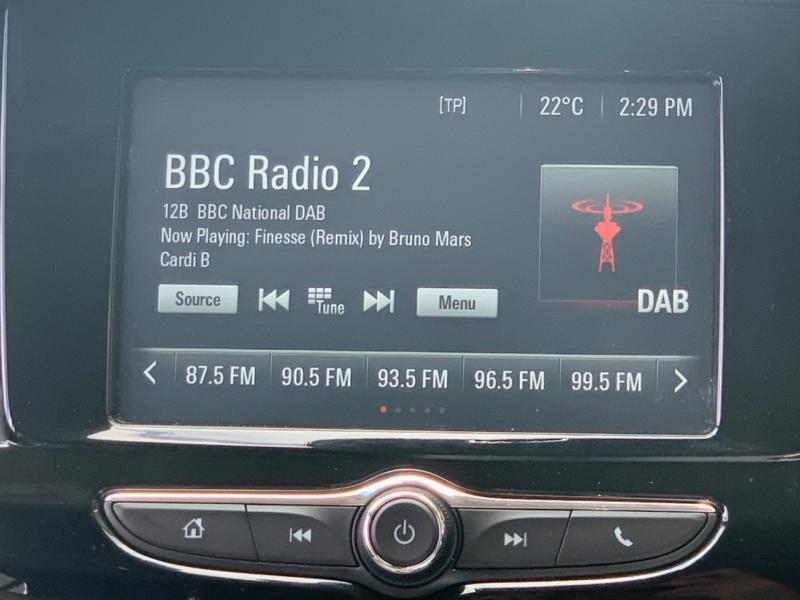 [TP] 22°C 2:29 PM
BBC Radio 2
12B BBC National DAB
Now Playing: Finesse (Remix) by Bruno Mars
Cardi B
Source Tune Menu
DAB
87.5 FM 90.5 FM 93.5 FM 96.5 FM 99.5 FM